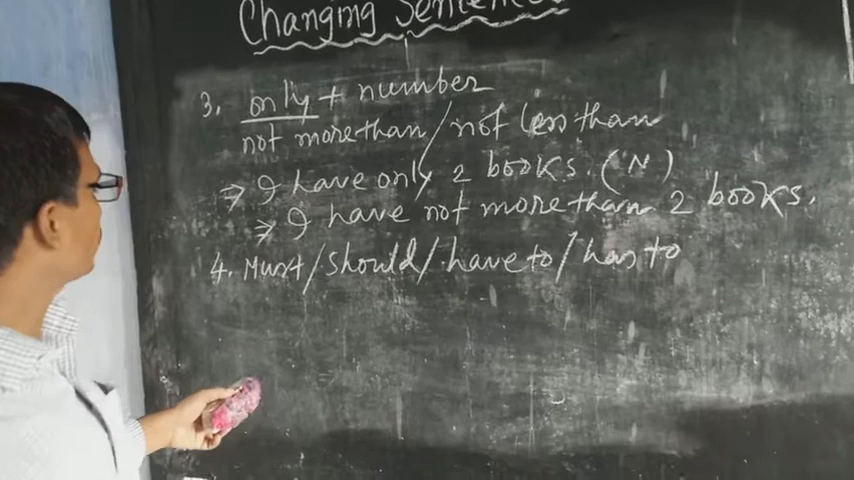 Changing Sentence
3. only + number
not more than / not less than
⇒ I have only 2 books. (N)
⇒ I have not more than 2 books.
4. Must / should / have to / has to